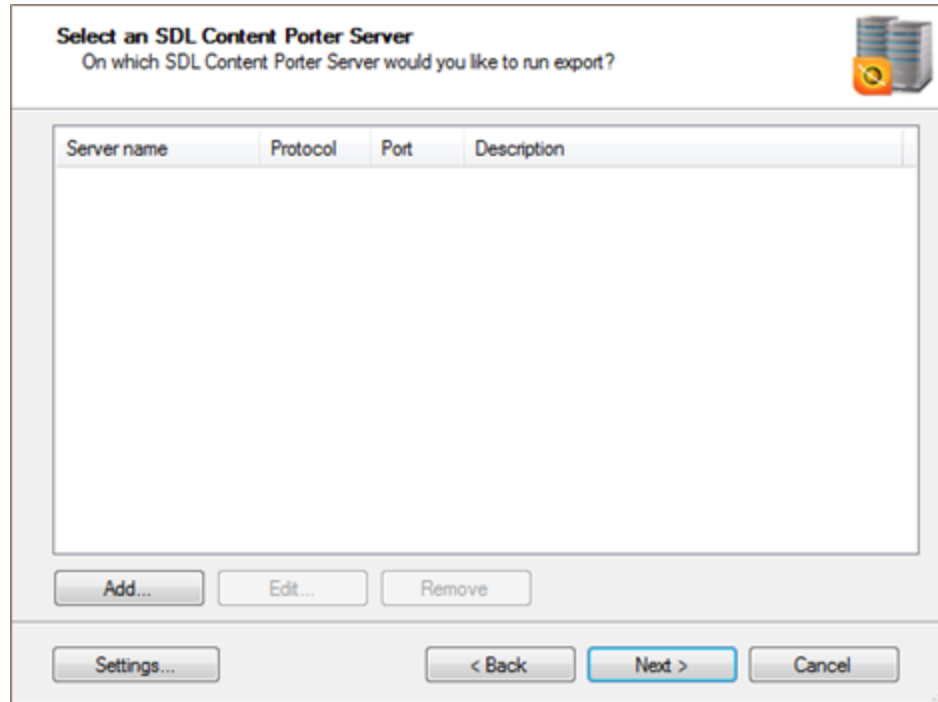 Select an SDL Content Porter Server
On which SDL Content Porter Server would you like to run export?
Server name Protocol Port Description
Add... Edit... Remove
Settings... < Back Next > Cancel